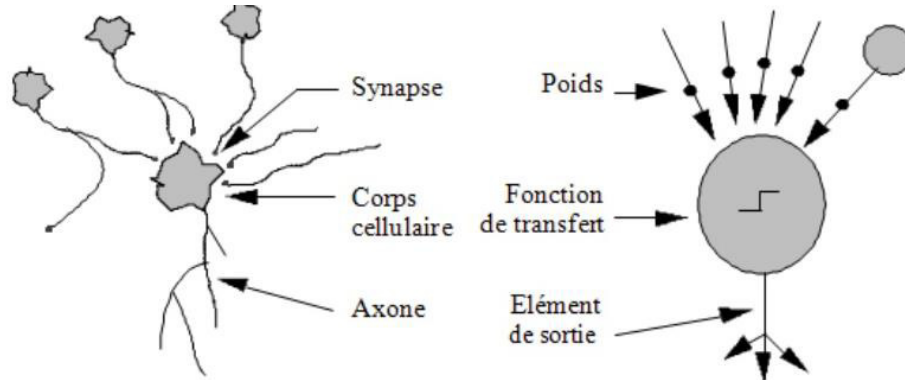 Synapse
Corps
cellulaire
Axone
Poids
Fonction
de transfert
Elément
de sortie